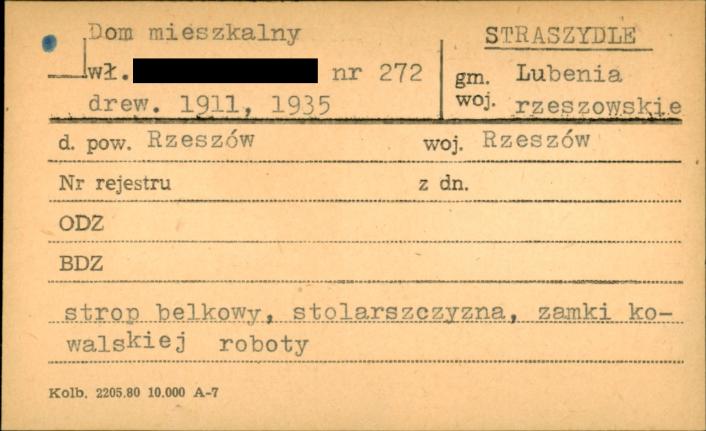 Dom mieszkalny
STRASZYDLE
wł. nr 272
gm. Lubenia
drew. 1911, 1935
woj. rzeszowskie
d. pow. Rzeszów woj. Rzeszów
Nr rejestru z dn.
ODZ
BDZ
strop belkowy, stolarszczyzna, zamki ko-
walskiej roboty
Kolb. 2205.80 10.000 A-7